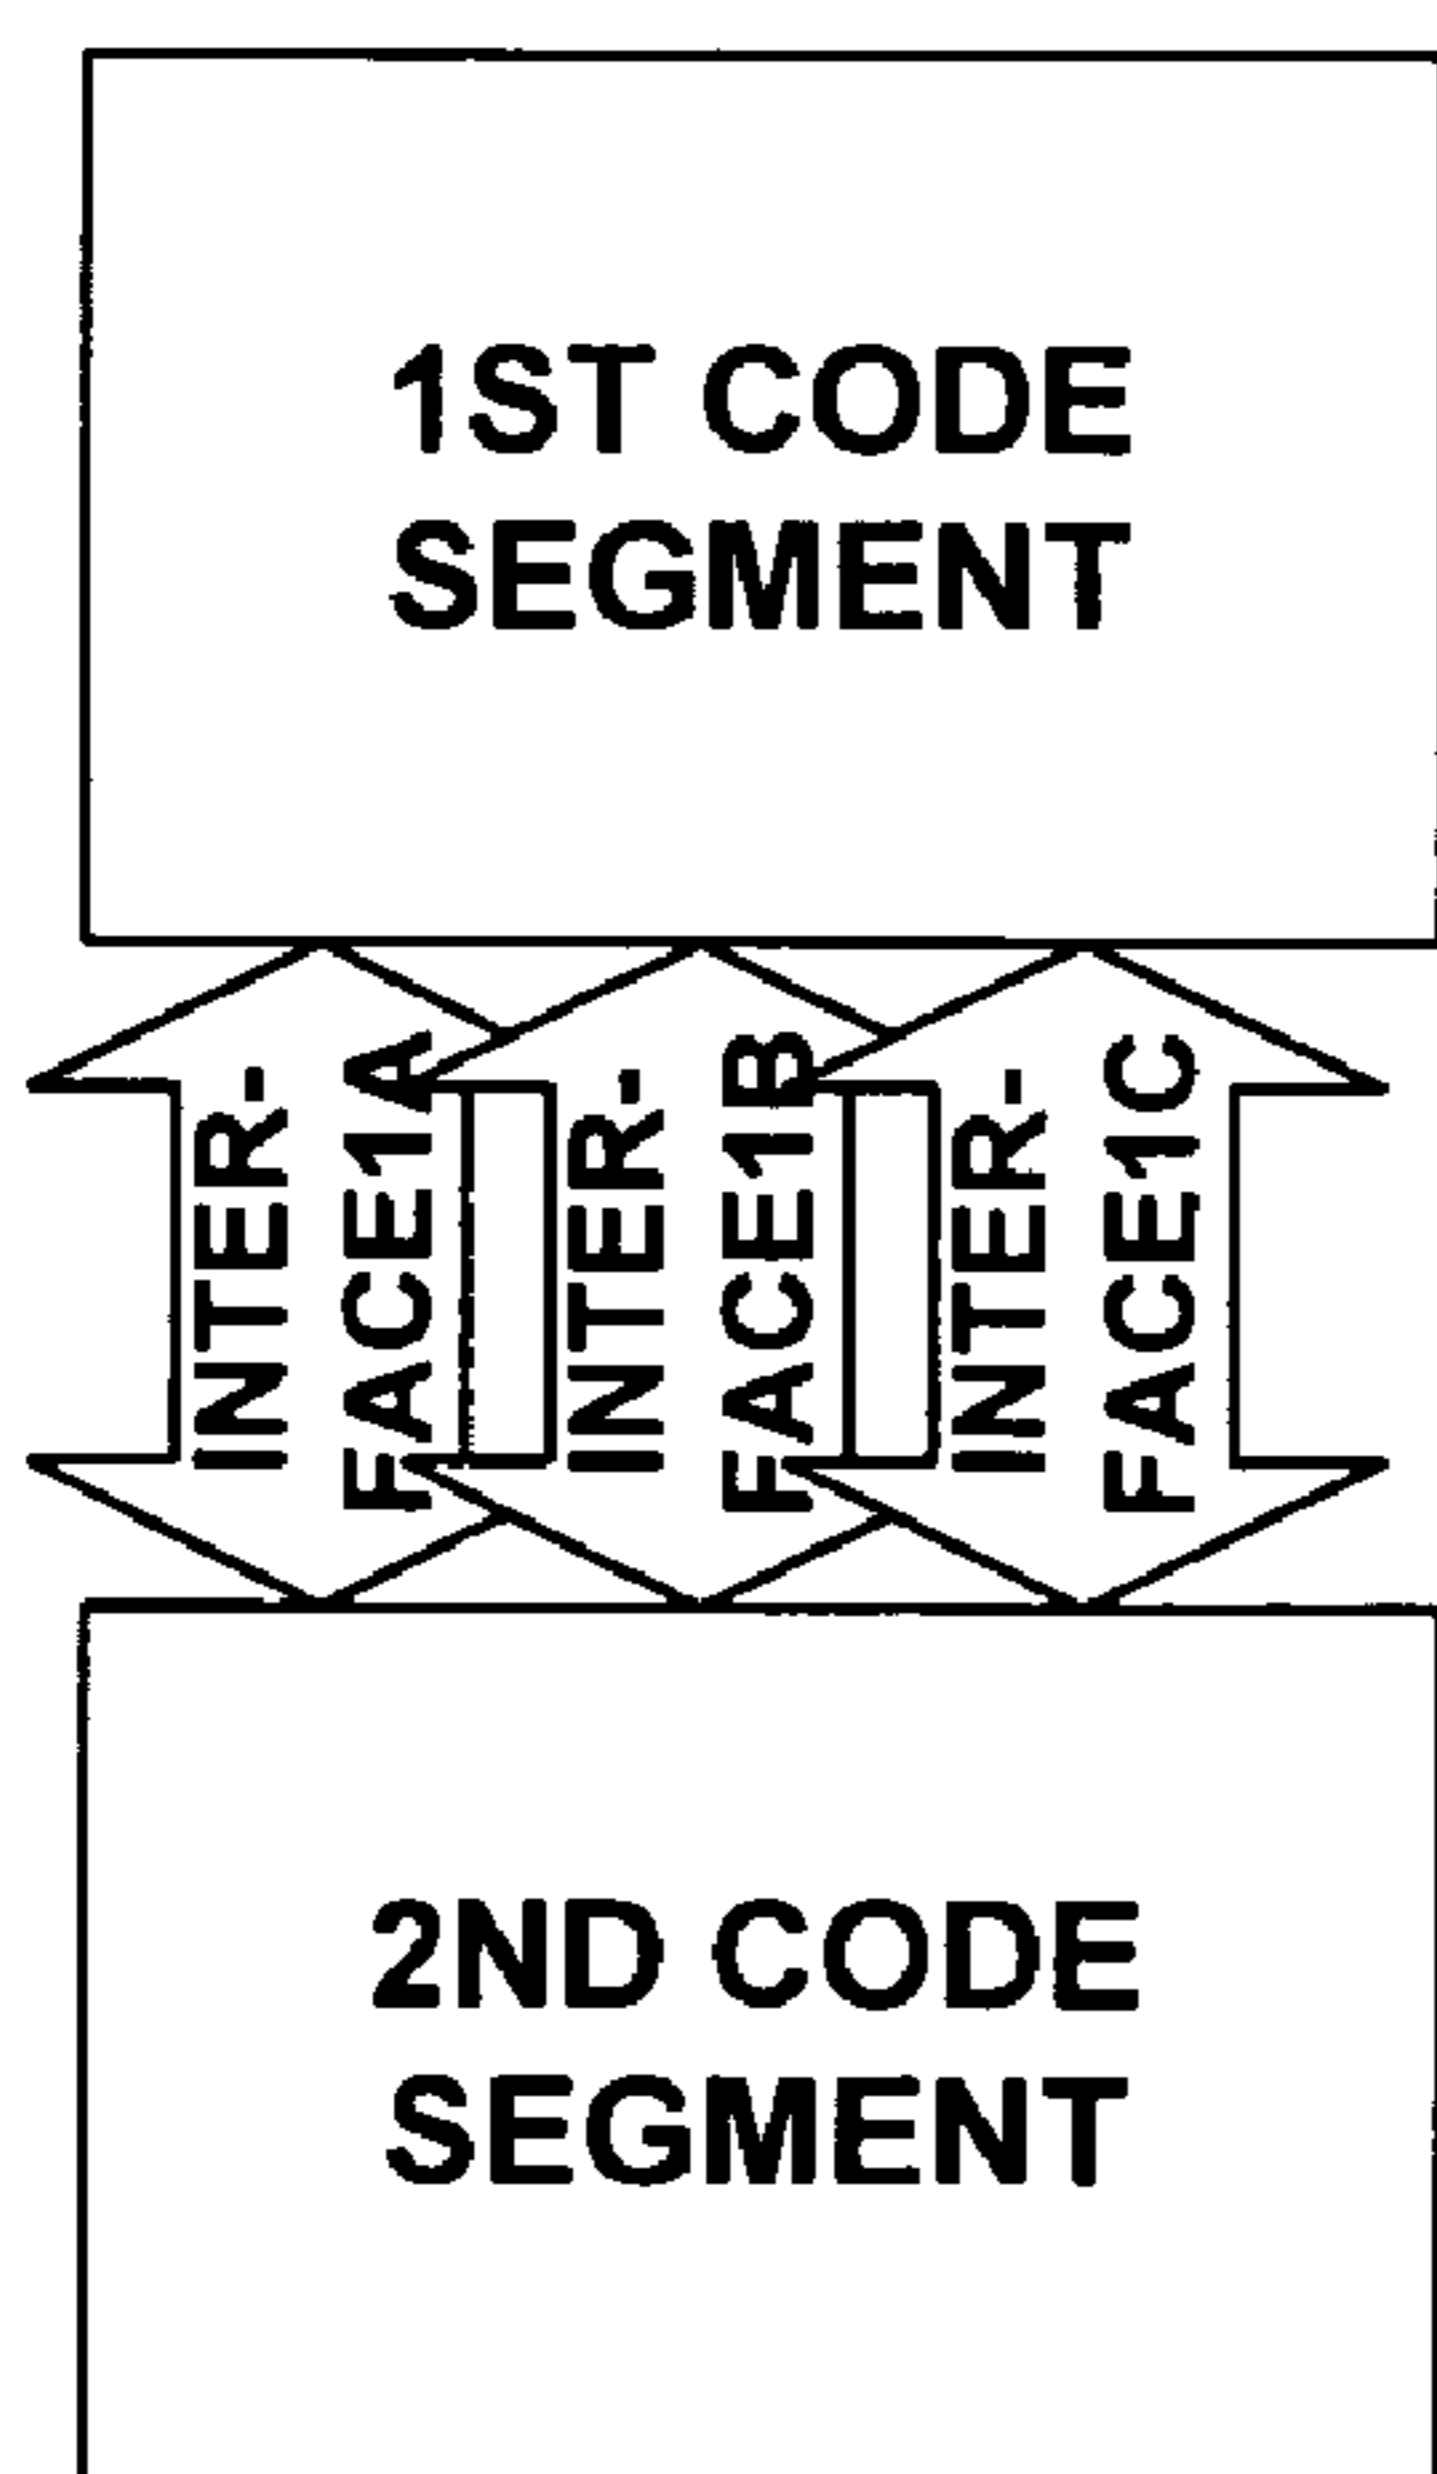 1ST CODE
SEGMENT
INTER-
FACE1A
INTER-
FACE1B
INTER-
FACE1C
2ND CODE
SEGMENT